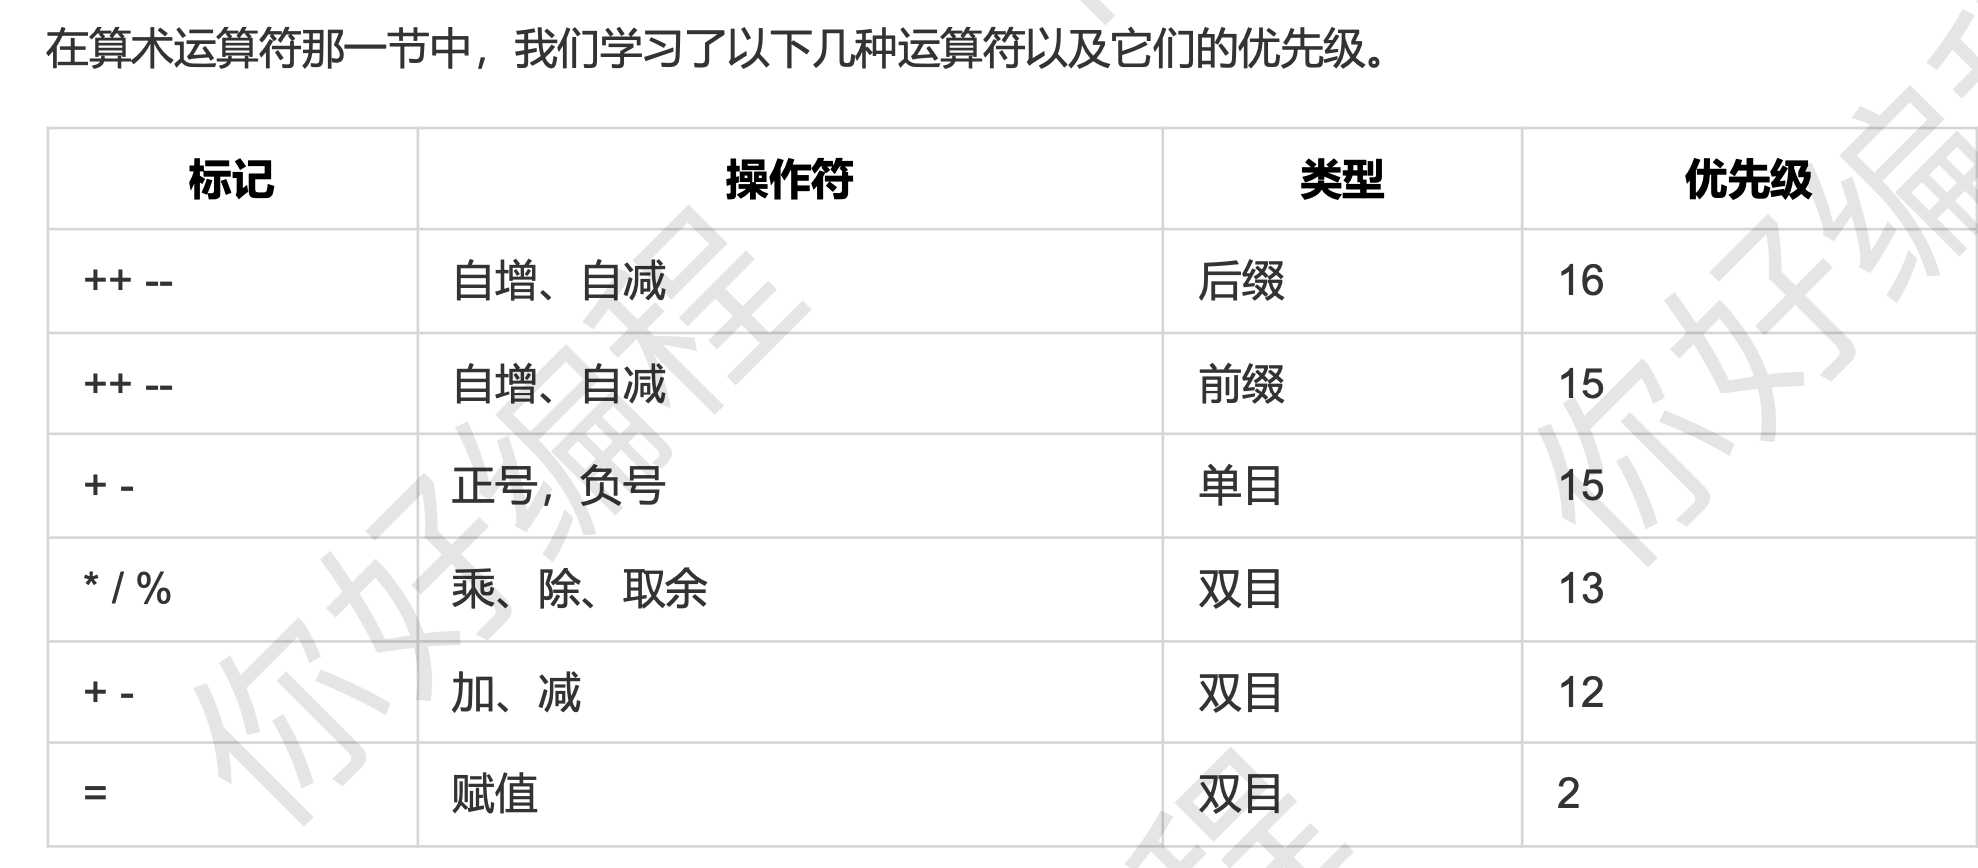 在算术运算符那一节中，我们学习了以下几种运算符以及它们的优先级。
标记 操作符 类型 优先级
++ -- 自增、自减 后缀 16
++ -- 自增、自减 前缀 15
+ - 正号，负号 单目 15
* / % 乘、除、取余 双目 13
+ - 加、减 双目 12
= 赋值 双目 2
你好编程
你好编程
程